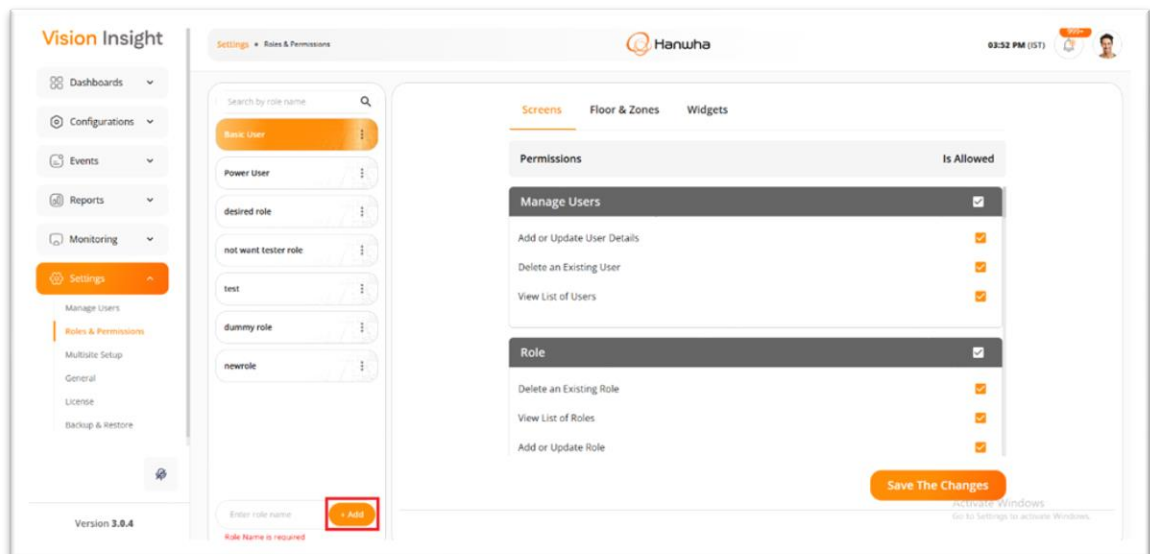 Vision Insight
Settings • Roles & Permissions
Hanwha
03:52 PM (IST)
999+
Dashboards
Configurations
Events
Reports
Monitoring
Settings
Manage Users
Roles & Permissions
Multisite Setup
General
License
Backup & Restore
Version 3.0.4
Search by role name
Basic User
Power User
desired role
not want tester role
test
dummy role
newrole
Enter role name
+ Add
Role Name is required
Screens Floor & Zones Widgets
Permissions Is Allowed
Manage Users
Add or Update User Details
Delete an Existing User
View List of Users
Role
Delete an Existing Role
View List of Roles
Add or Update Role
Save The Changes
Activate Windows
Go to Settings to activate Windows.